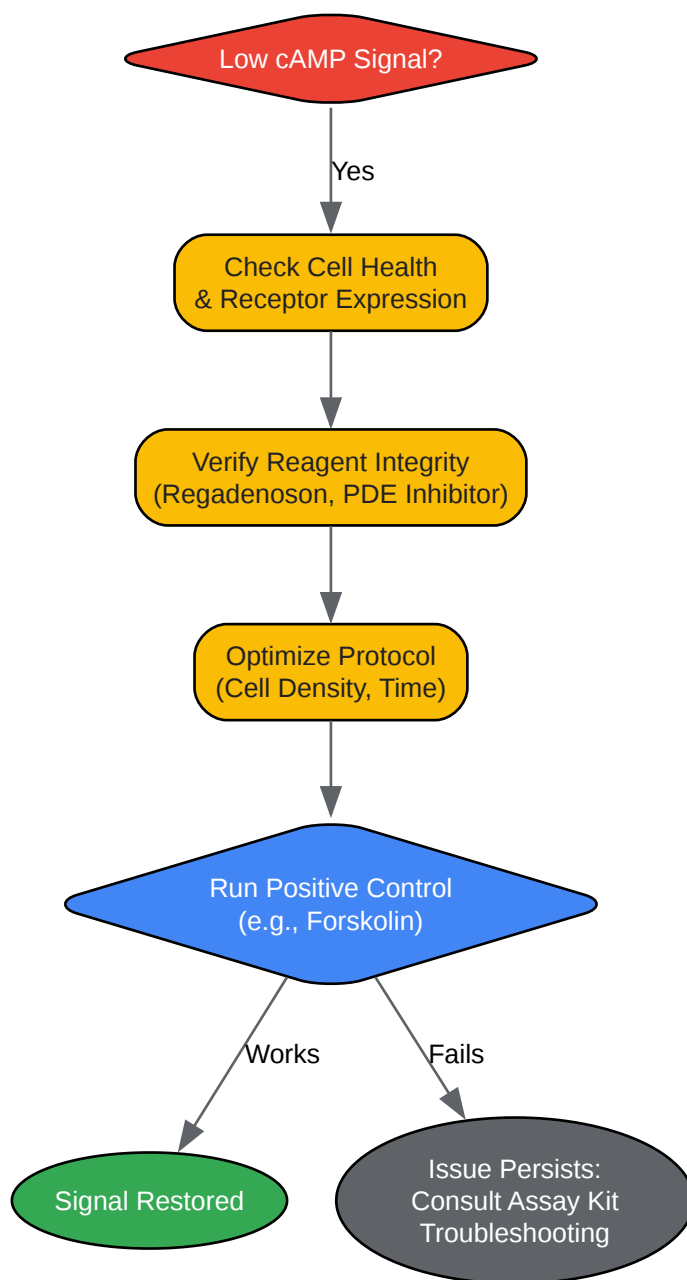 Low cAMP Signal?
Yes
Check Cell Health
& Receptor Expression
Verify Reagent Integrity
(Regadenoson, PDE Inhibitor)
Optimize Protocol
(Cell Density, Time)
Run Positive Control
(e.g., Forskolin)
Works
Fails
Signal Restored
Issue Persists:
Consult Assay Kit
Troubleshooting